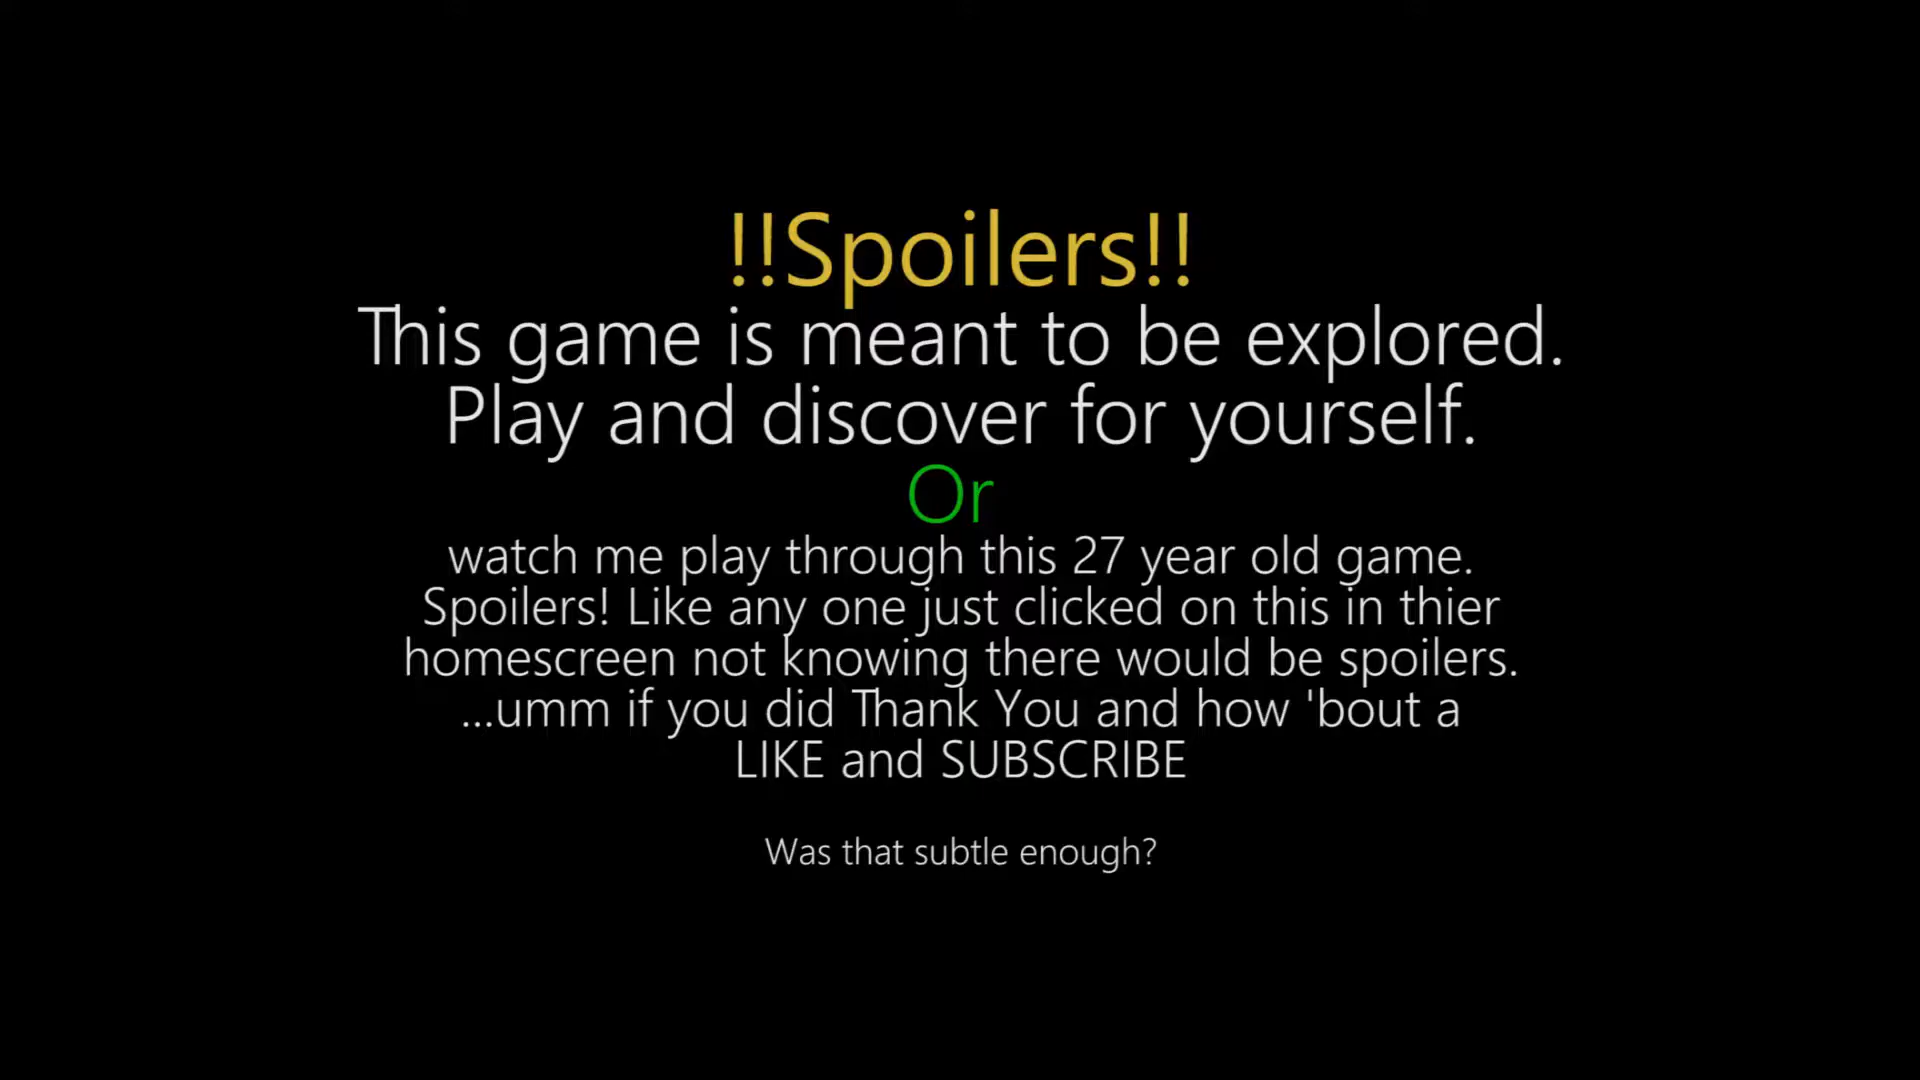 !!Spoilers!!
This game is meant to be explored.
Play and discover for yourself.
Or
watch me play through this 27 year old game.
Spoilers! Like any one just clicked on this in thier
homescreen not knowing there would be spoilers.
...umm if you did Thank You and how 'bout a
LIKE and SUBSCRIBE
Was that subtle enough?